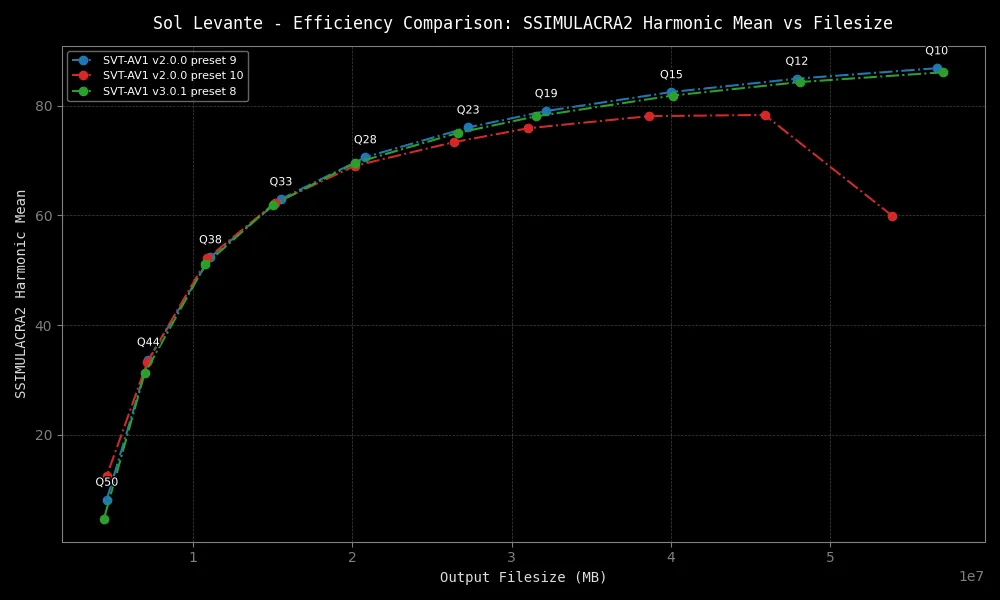 Sol Levante - Efficiency Comparison: SSIMULACRA2 Harmonic Mean vs Filesize
SVT-AV1 v2.0.0 preset 9
SVT-AV1 v2.0.0 preset 10
SVT-AV1 v3.0.1 preset 8
Q10
Q12
Q15
Q19
Q23
Q28
Q33
Q38
Q44
Q50
SSIMULACRA2 Harmonic Mean
80
60
40
20
1 2 3 4 5
1e7
Output Filesize (MB)